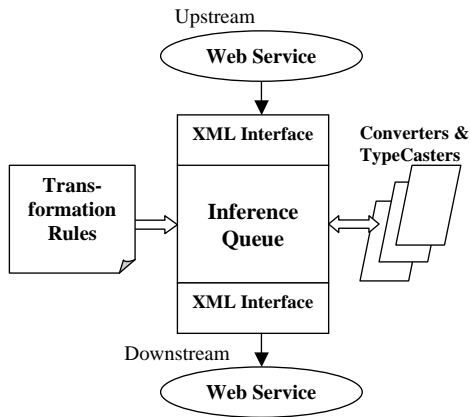 Upstream
Web Service
XML Interface
Converters &
TypeCasters
Trans-
formation
Rules
Inference
Queue
XML Interface
Downstream
Web Service